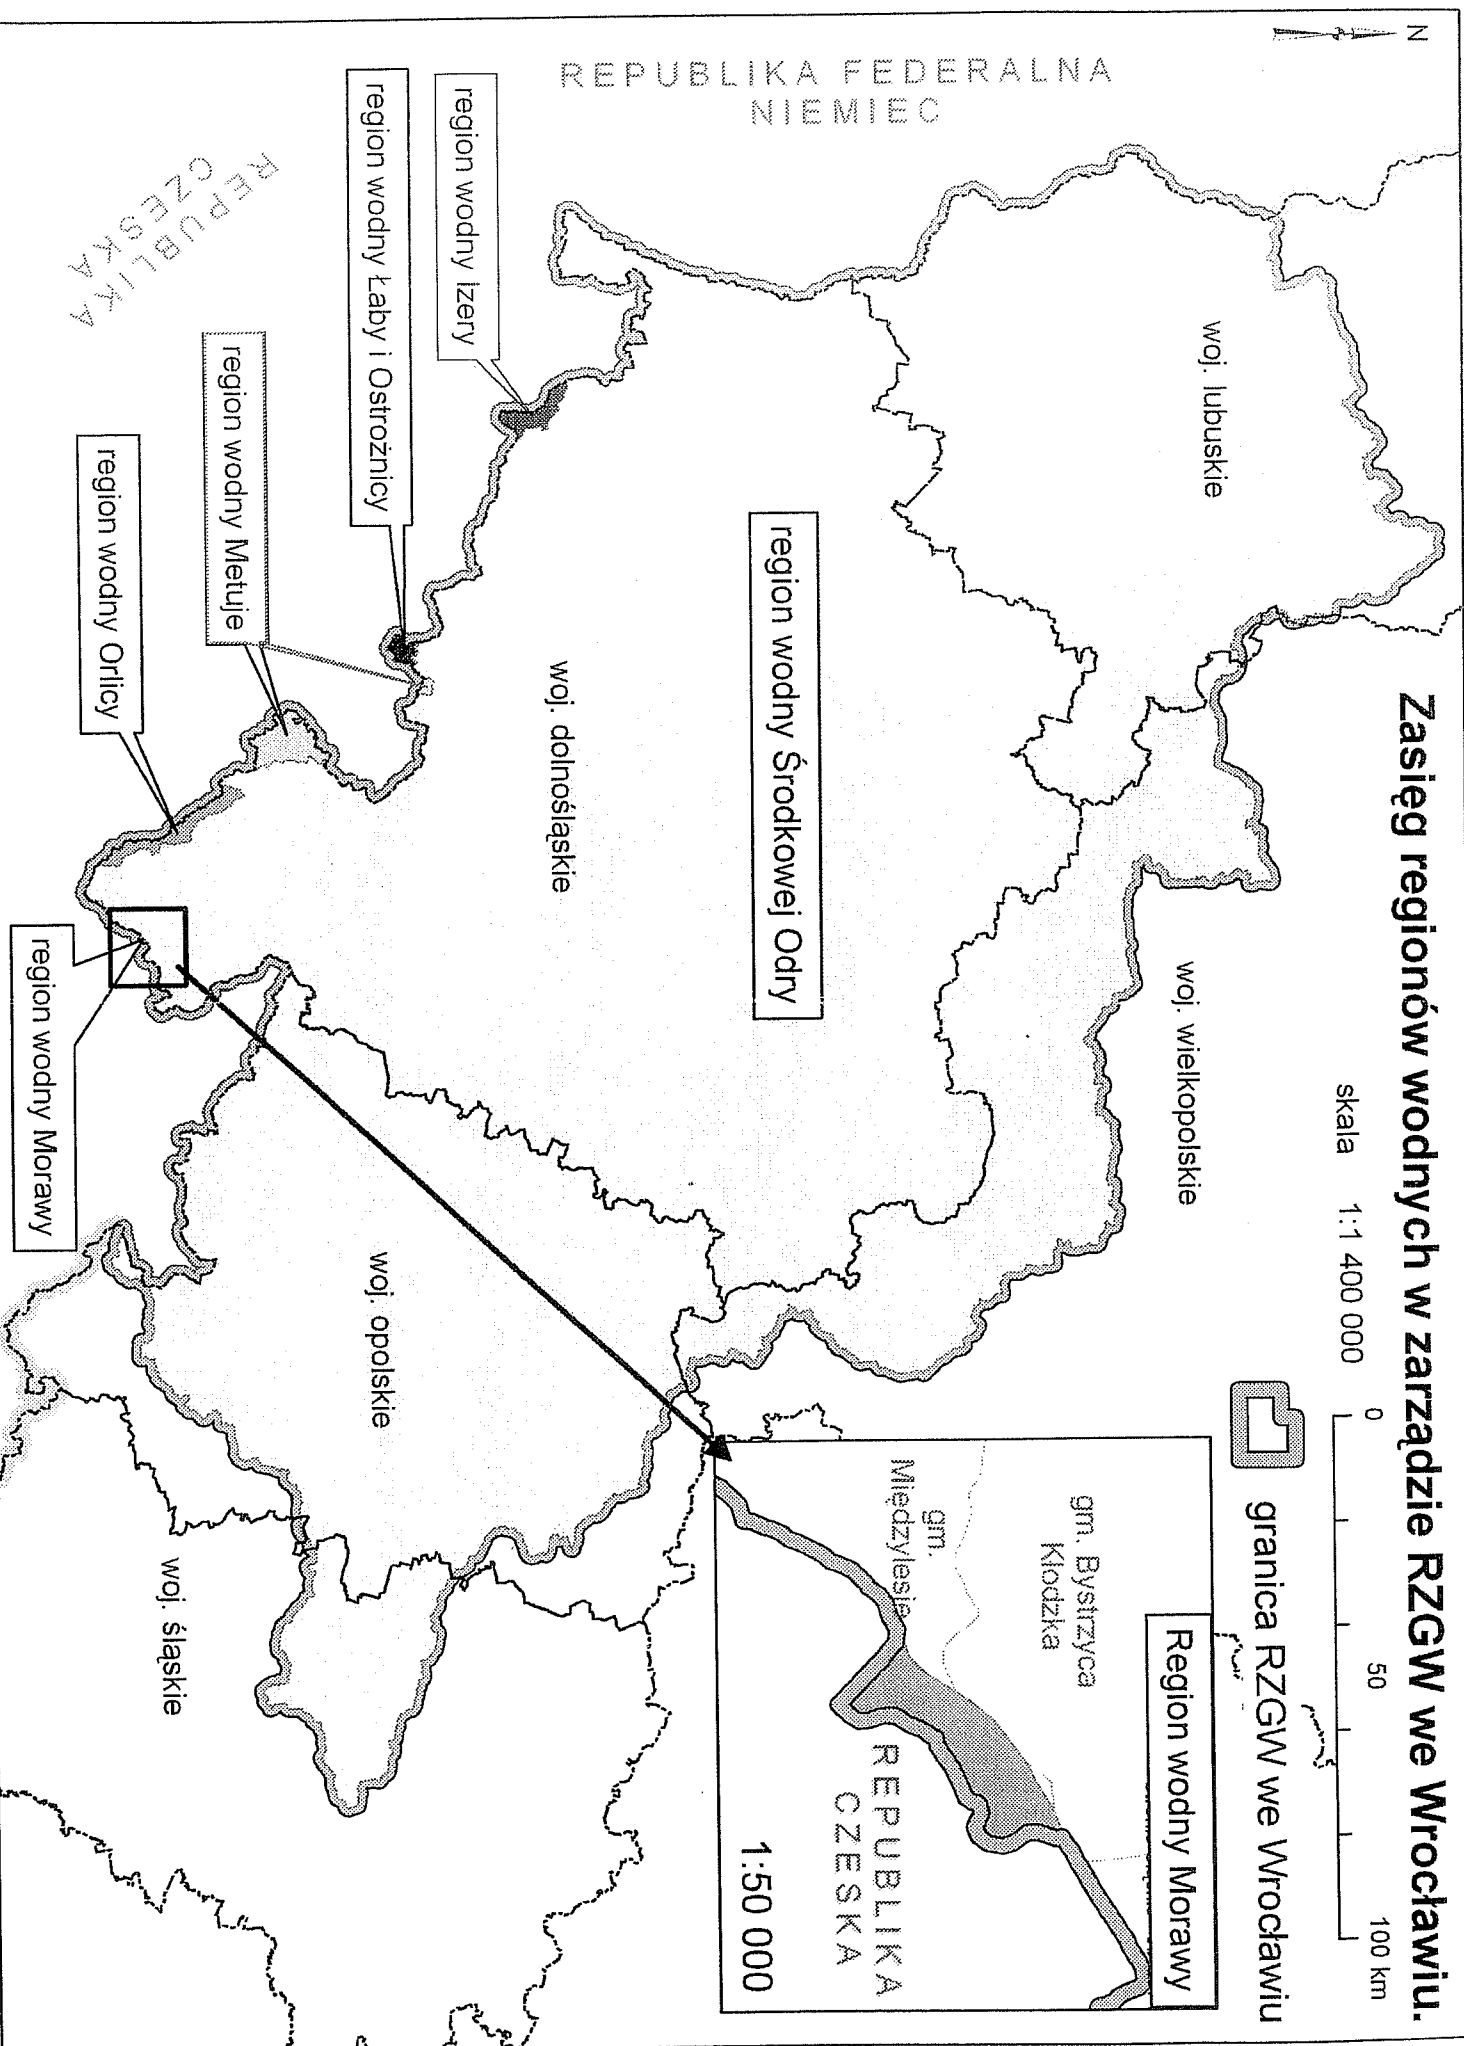 Zasięg regionów wodnych w zarządzie RZGW we Wrocławiu.
N
skala 1:1 400 000
0 50 100 km
granica RZGW we Wrocławiu
REPUBLIKA FEDERALNA
NIEMIEC
woj. lubuskie
woj. wielkopolskie
Region wodny Morawy
gm. Bystrzyca
Kłodzka
gm.
Międzylesie
REPUBLIKA
CZESKA
1:50 000
region wodny Środkowej Odry
woj. dolnośląskie
region wodny Izery
region wodny Łaby i Ostrożnicy
region wodny Metuje
region wodny Orlicy
region wodny Morawy
woj. opolskie
woj. śląskie
REPUBLIKA
CZESKA